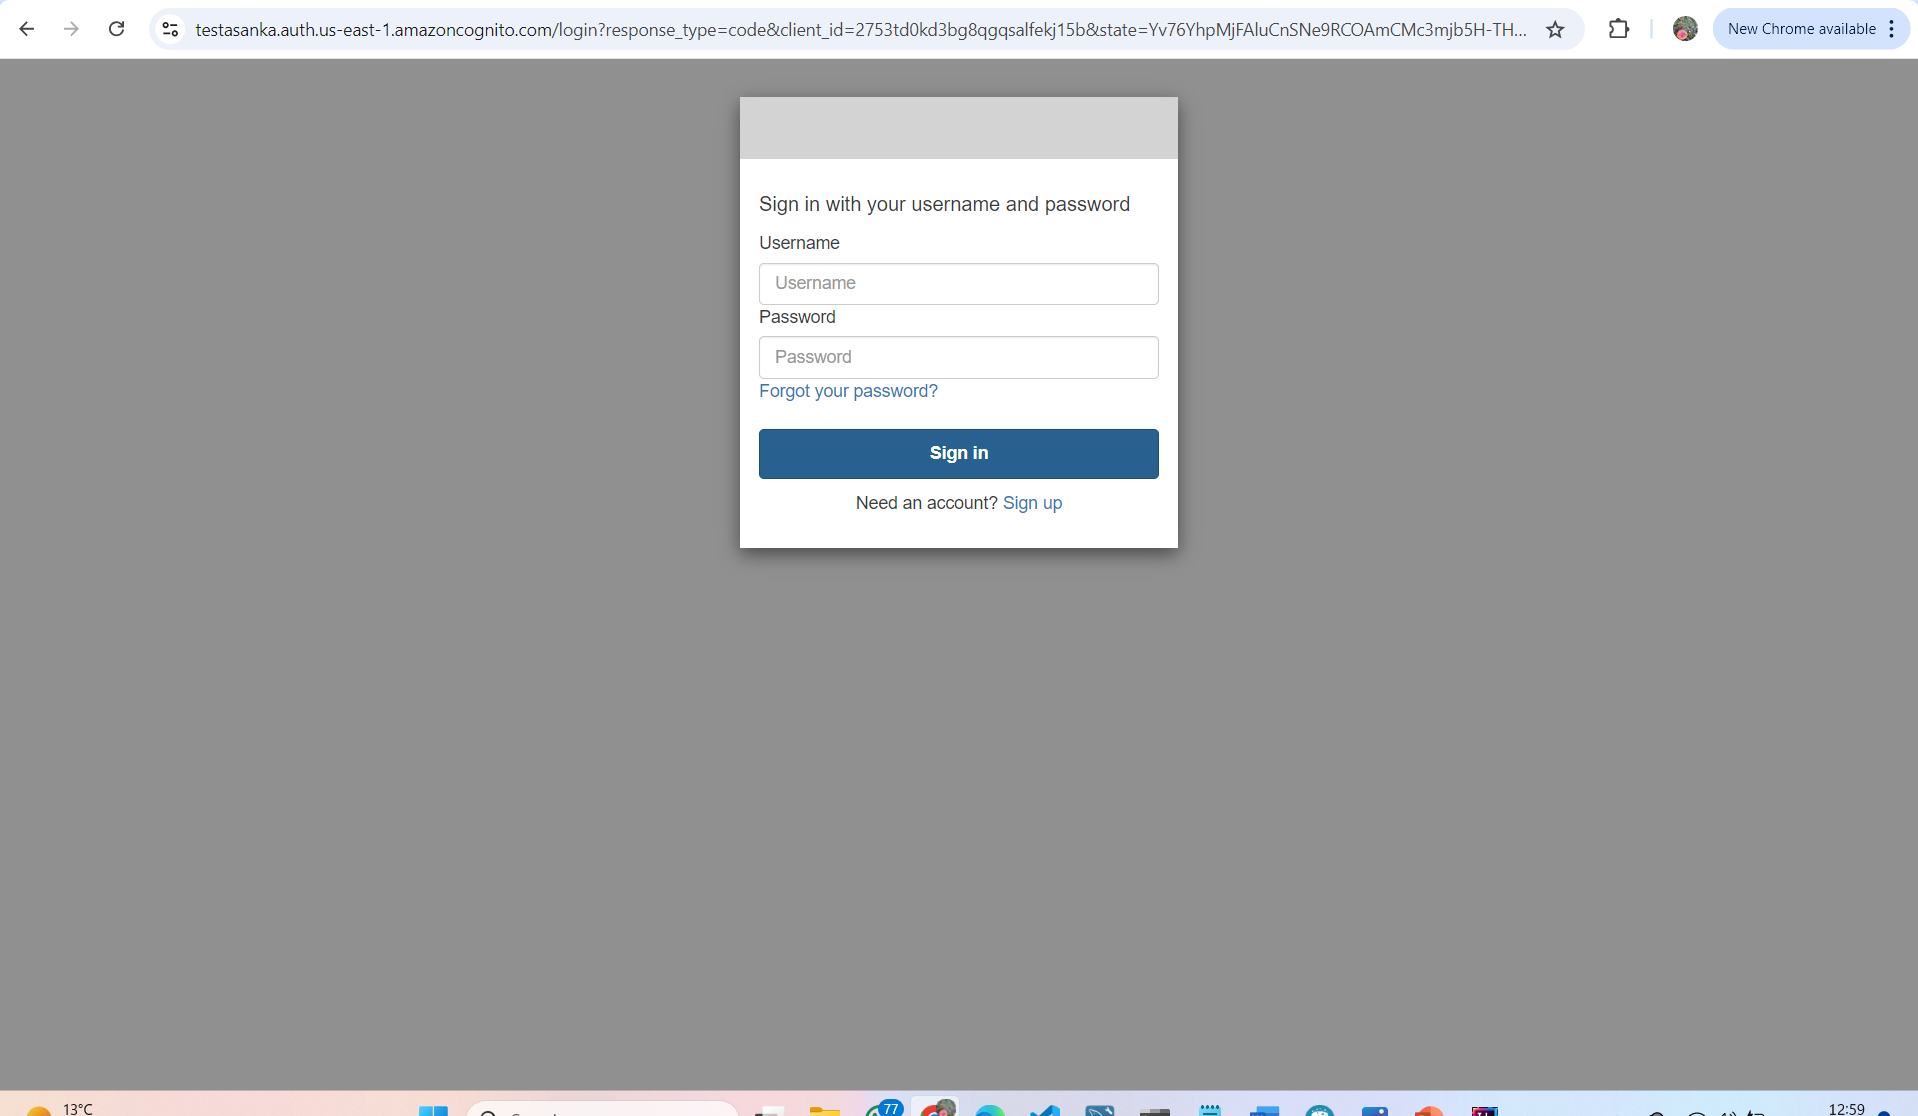 testasanka.auth.us-east-1.amazoncognito.com/login?response_type=code&client_id=2753td0kd3bg8qgqsalfekj15b&state=Yv76YhpMjFAluCnSNe9RCOAmCMc3mjb5H-TH...
New Chrome available
Sign in with your username and password
Username
Username
Password
Password
Forgot your password?
Sign in
Need an account? Sign up
13°C
77
12:59